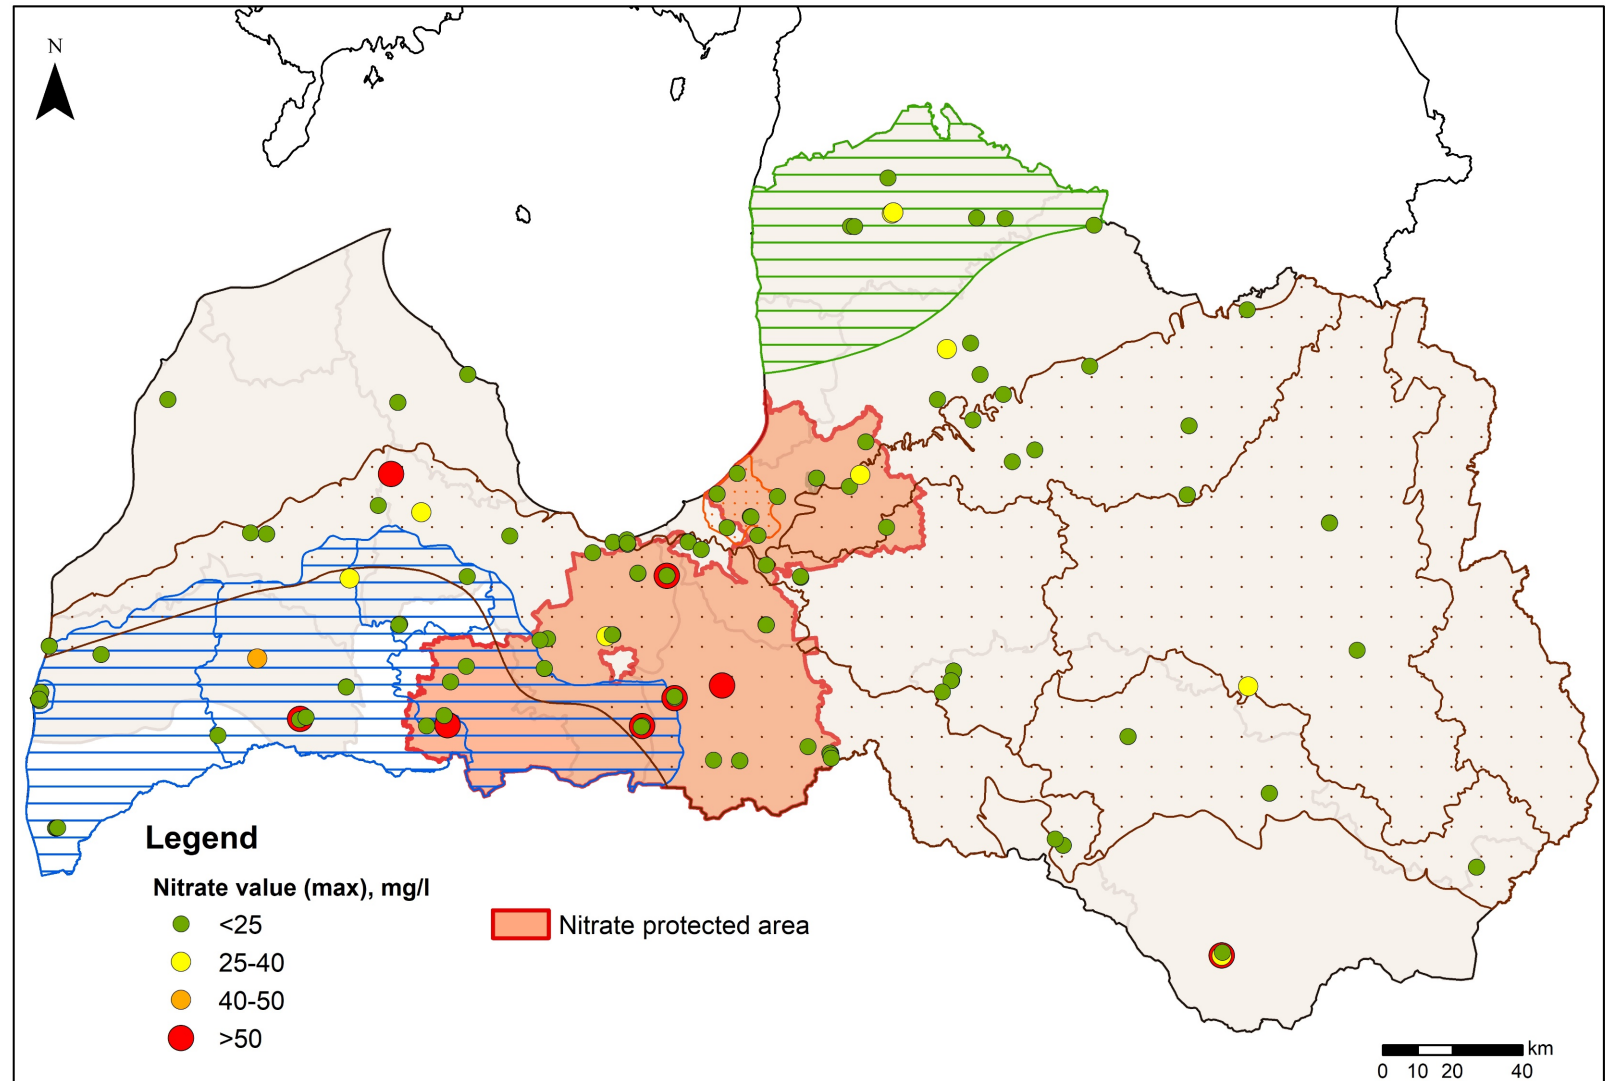 N
Legend
Nitrate value (max), mg/l
<25
25-40
40-50
>50
Nitrate protected area
km
0 10 20 40